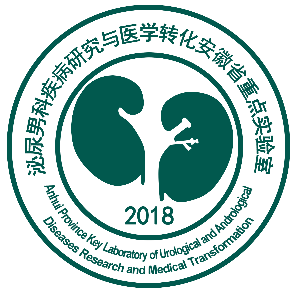 泌尿男科疾病研究与医学转化安徽省重点实验室
2018
Anhui Province Key Laboratory of Urological and Andrological
Diseases Research and Medical Transformation